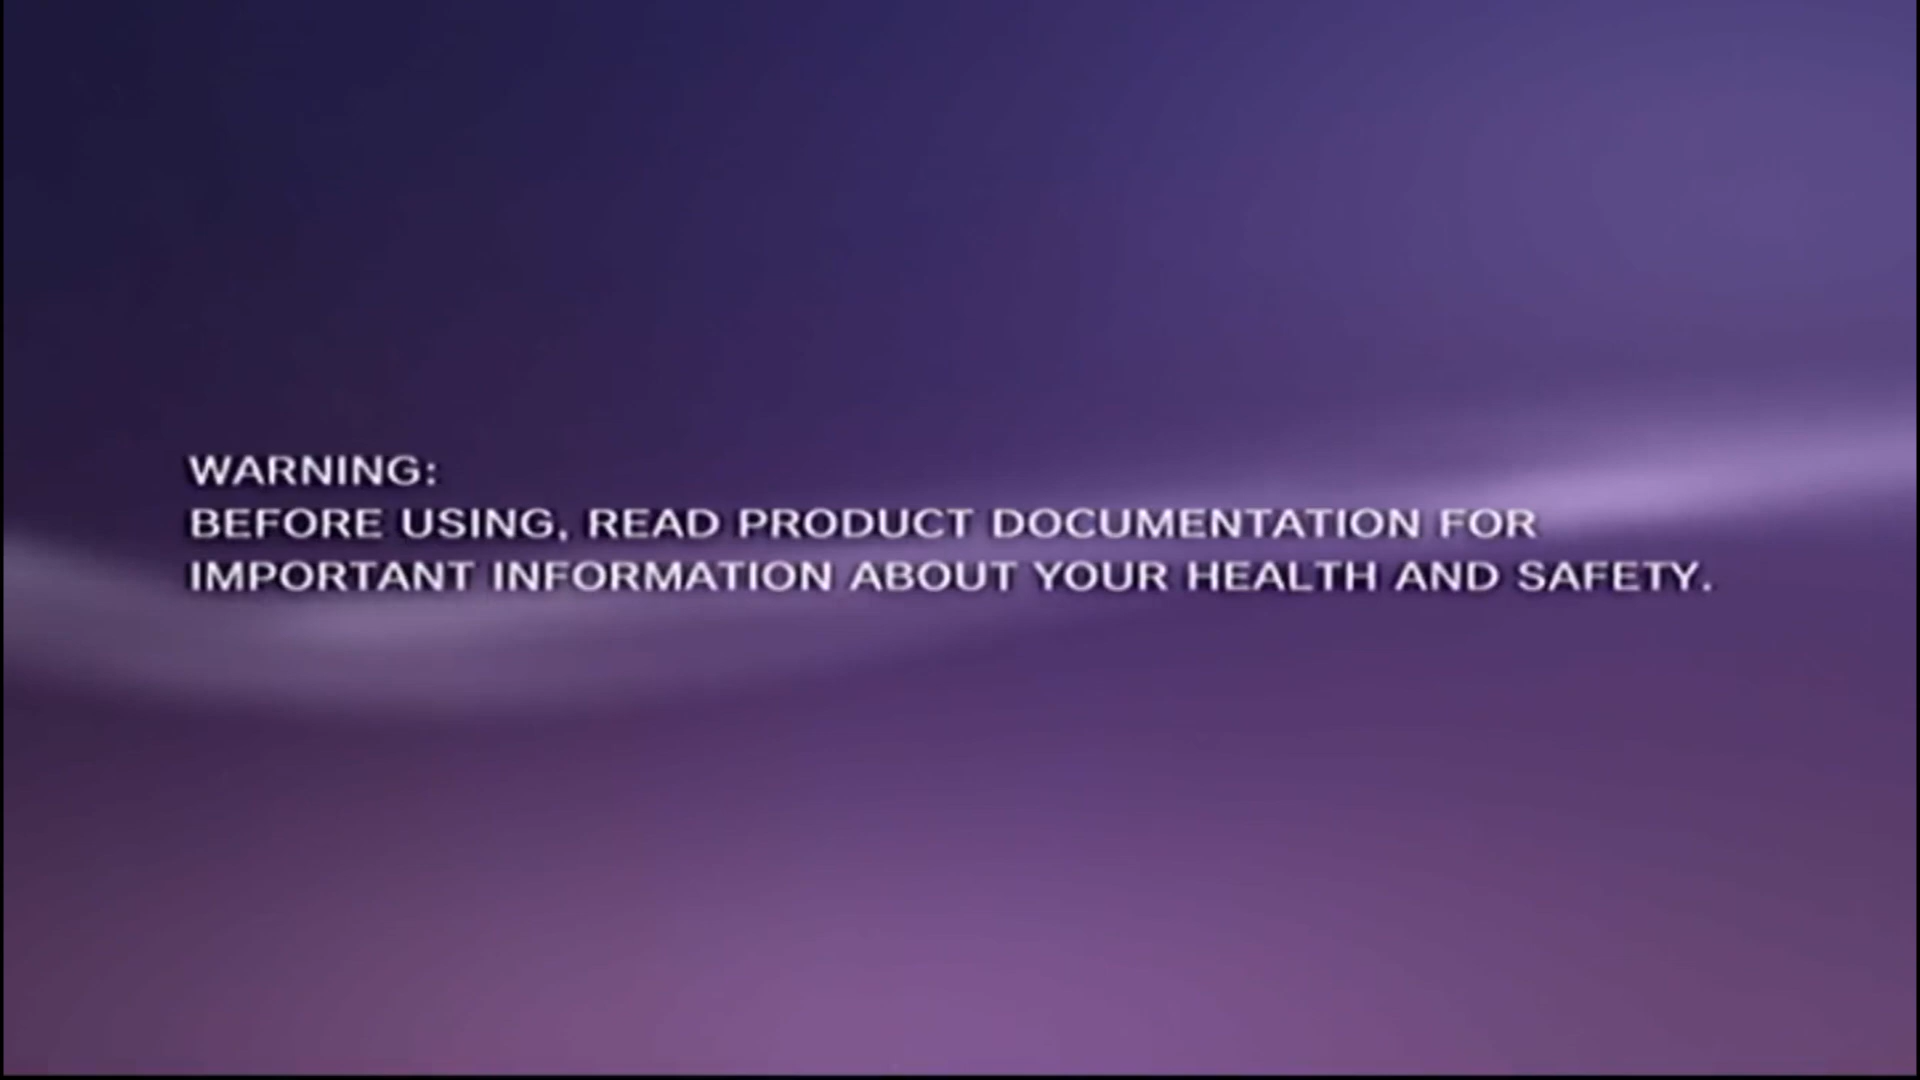 WARNING:
BEFORE USING, READ PRODUCT DOCUMENTATION FOR
IMPORTANT INFORMATION ABOUT YOUR HEALTH AND SAFETY.